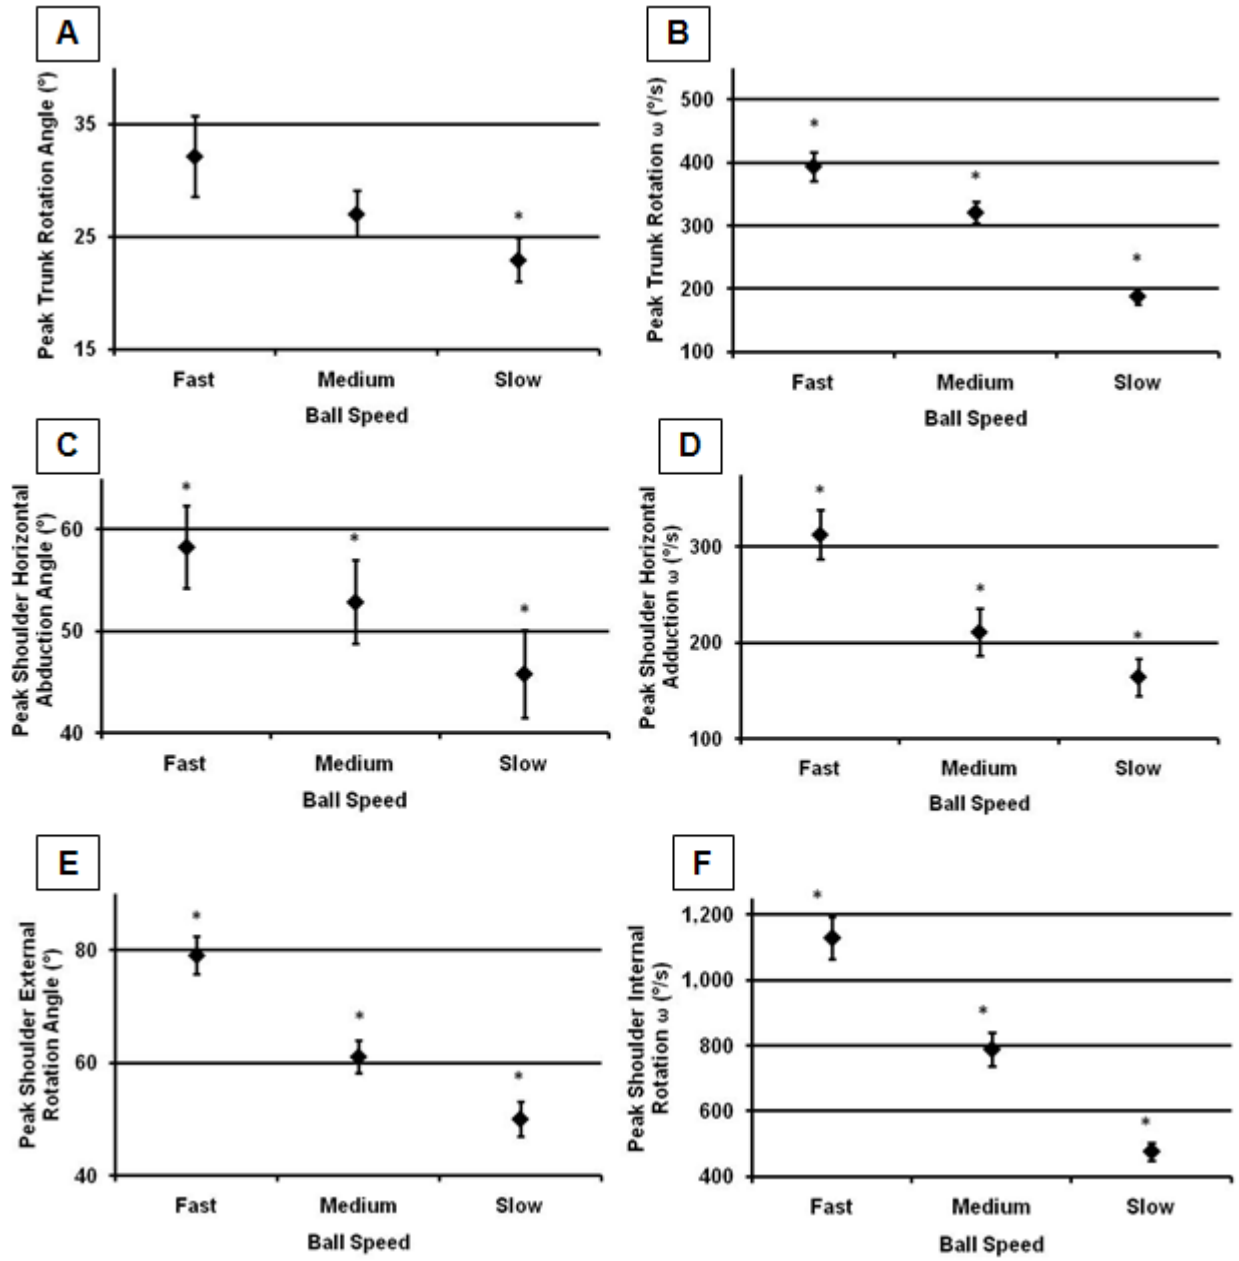 A
Peak Trunk Rotation Angle (°)
35
*
25
15
Fast Medium Slow
Ball Speed
B
Peak Trunk Rotation ω (°/s)
500
*
400
*
300
*
200
100
Fast Medium Slow
Ball Speed
C
Peak Shoulder Horizontal
Abduction Angle (°)
*
60
*
*
50
40
Fast Medium Slow
Ball Speed
D
Peak Shoulder Horizontal
Adduction ω (°/s)
*
300
*
*
200
100
Fast Medium Slow
Ball Speed
E
Peak Shoulder External
Rotation Angle (°)
*
80
*
60
*
40
Fast Medium Slow
Ball Speed
F
Peak Shoulder Internal
Rotation ω (°/s)
*
1,200
1,000
*
800
600
*
400
Fast Medium Slow
Ball Speed